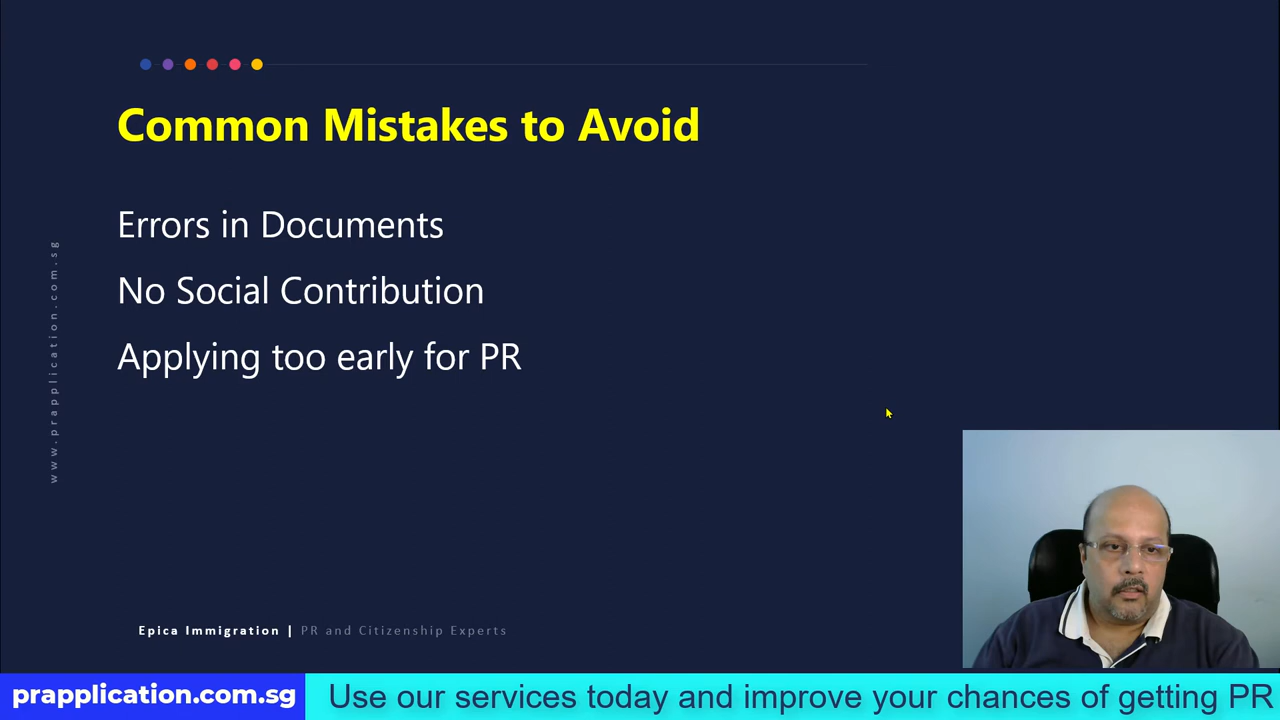 Common Mistakes to Avoid
Errors in Documents
No Social Contribution
Applying too early for PR
www.prapplication.com.sg
Epica Immigration | PR and Citizenship Experts
prapplication.com.sg
Use our services today and improve your chances of getting PR